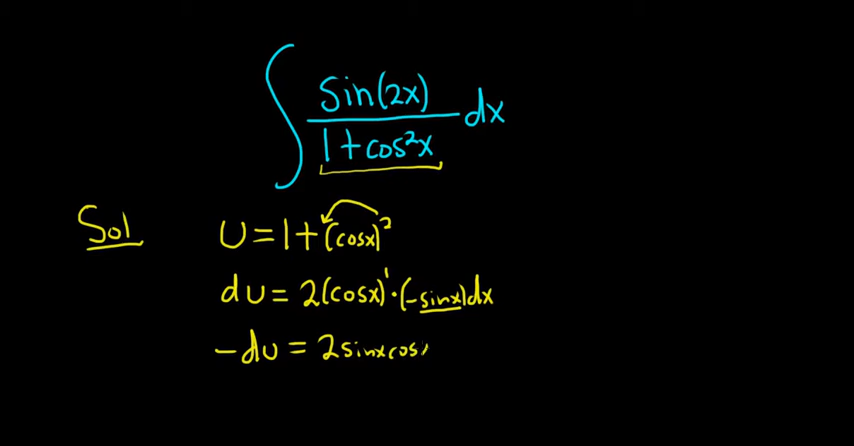 ∫ sin(2x) / 1 + cos²x dx
Sol
U = 1 + (cosx)²
du = 2(cosx)¹ · (-sinx)dx
-du = 2sinxcos